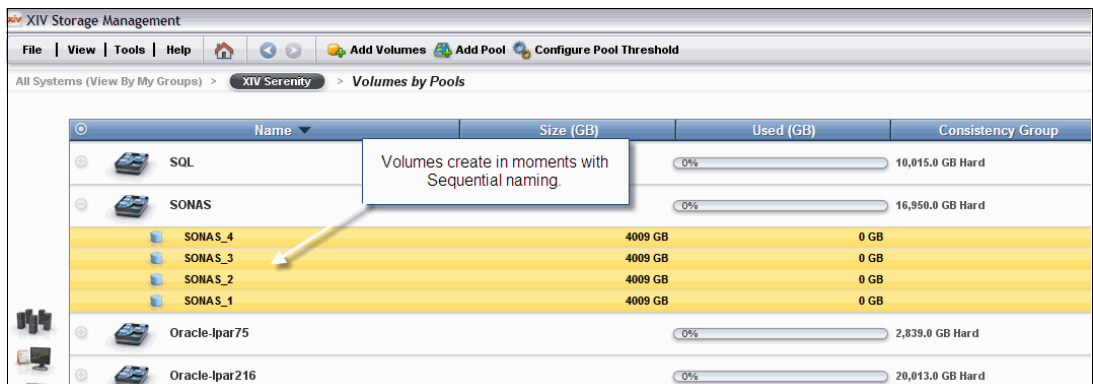 xiv XIV Storage Management
File | View | Tools | Help Add Volumes Add Pool Configure Pool Threshold
All Systems (View By My Groups) > XIV Serenity > Volumes by Pools
Name Size (GB) Used (GB) Consistency Group
SQL 0% 10,015.0 GB Hard
Volumes create in moments with
Sequential naming.
SONAS 0% 16,950.0 GB Hard
SONAS_4 4009 GB 0 GB
SONAS_3 4009 GB 0 GB
SONAS_2 4009 GB 0 GB
SONAS_1 4009 GB 0 GB
Oracle-lpar75 0% 2,839.0 GB Hard
Oracle-lpar216 0% 20,013.0 GB Hard